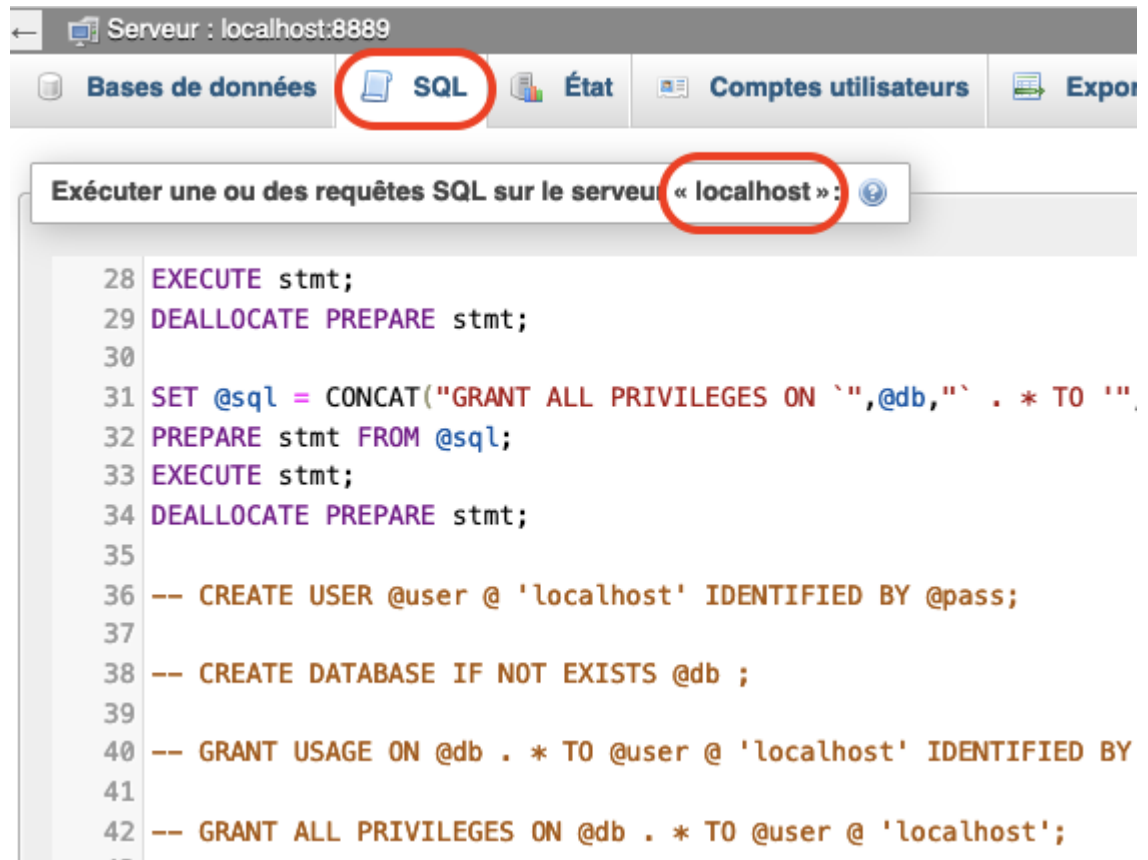 ← Serveur : localhost:8889
Bases de données SQL État Comptes utilisateurs Expor
Exécuter une ou des requêtes SQL sur le serveur « localhost » :
28 EXECUTE stmt;
29 DEALLOCATE PREPARE stmt;
30
31 SET @sql = CONCAT("GRANT ALL PRIVILEGES ON `",@db,"` . * TO '",
32 PREPARE stmt FROM @sql;
33 EXECUTE stmt;
34 DEALLOCATE PREPARE stmt;
35
36 -- CREATE USER @user @ 'localhost' IDENTIFIED BY @pass;
37
38 -- CREATE DATABASE IF NOT EXISTS @db ;
39
40 -- GRANT USAGE ON @db . * TO @user @ 'localhost' IDENTIFIED BY
41
42 -- GRANT ALL PRIVILEGES ON @db . * TO @user @ 'localhost';